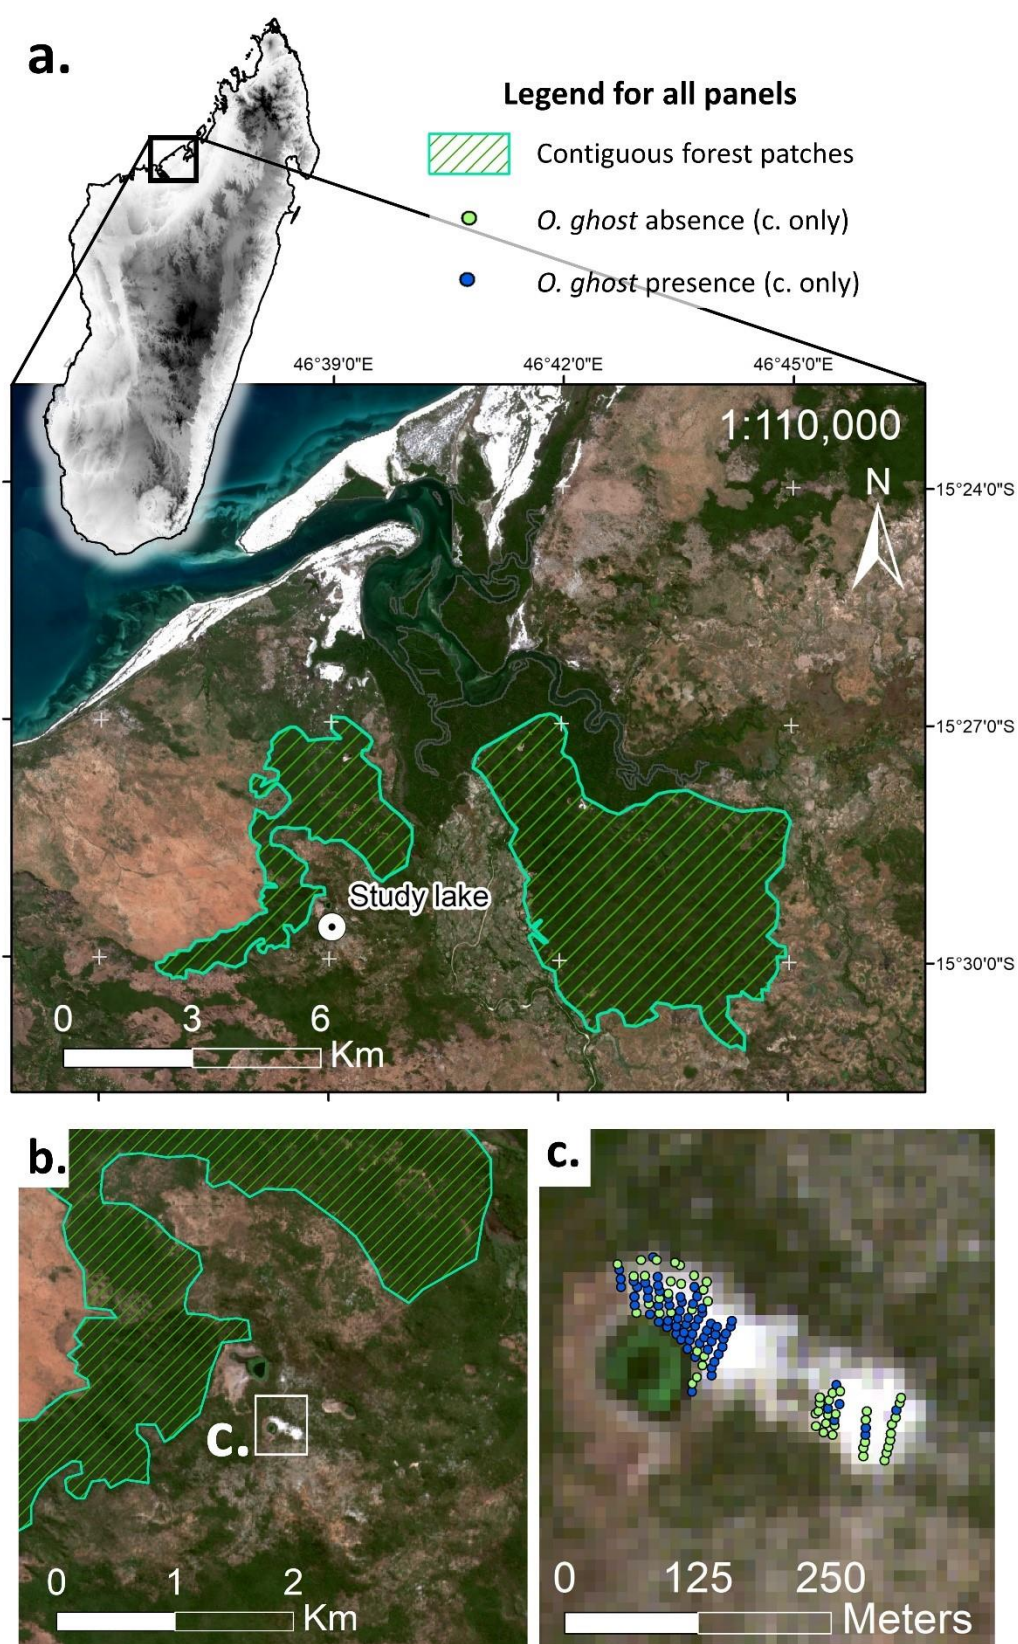 a.
Legend for all panels
Contiguous forest patches
O. ghost absence (c. only)
O. ghost presence (c. only)
46°39'0"E 46°42'0"E 46°45'0"E
1:110,000
N
15°24'0"S
15°27'0"S
Study lake
15°30'0"S
0 3 6
Km
b.
c.
0 1 2
Km
c.
0 125 250
Meters